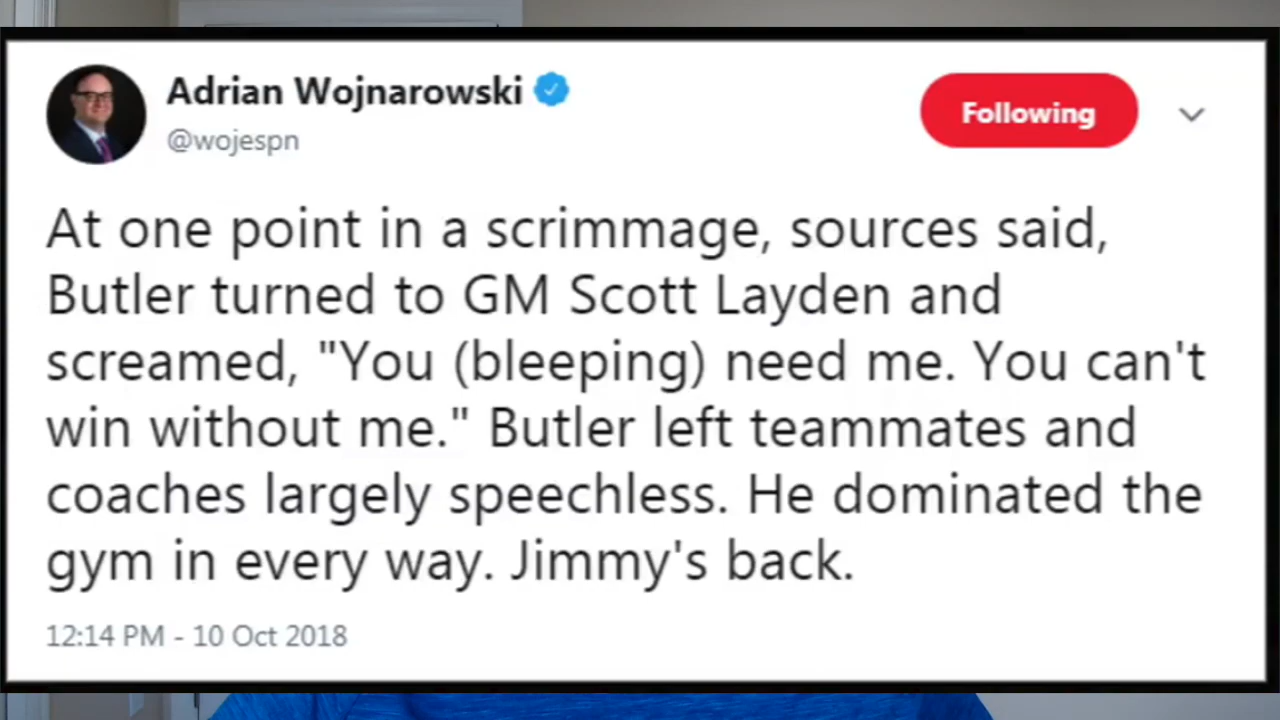 Adrian Wojnarowski
@wojespn
Following
At one point in a scrimmage, sources said,
Butler turned to GM Scott Layden and
screamed, "You (bleeping) need me. You can't
win without me." Butler left teammates and
coaches largely speechless. He dominated the
gym in every way. Jimmy's back.
12:14 PM - 10 Oct 2018